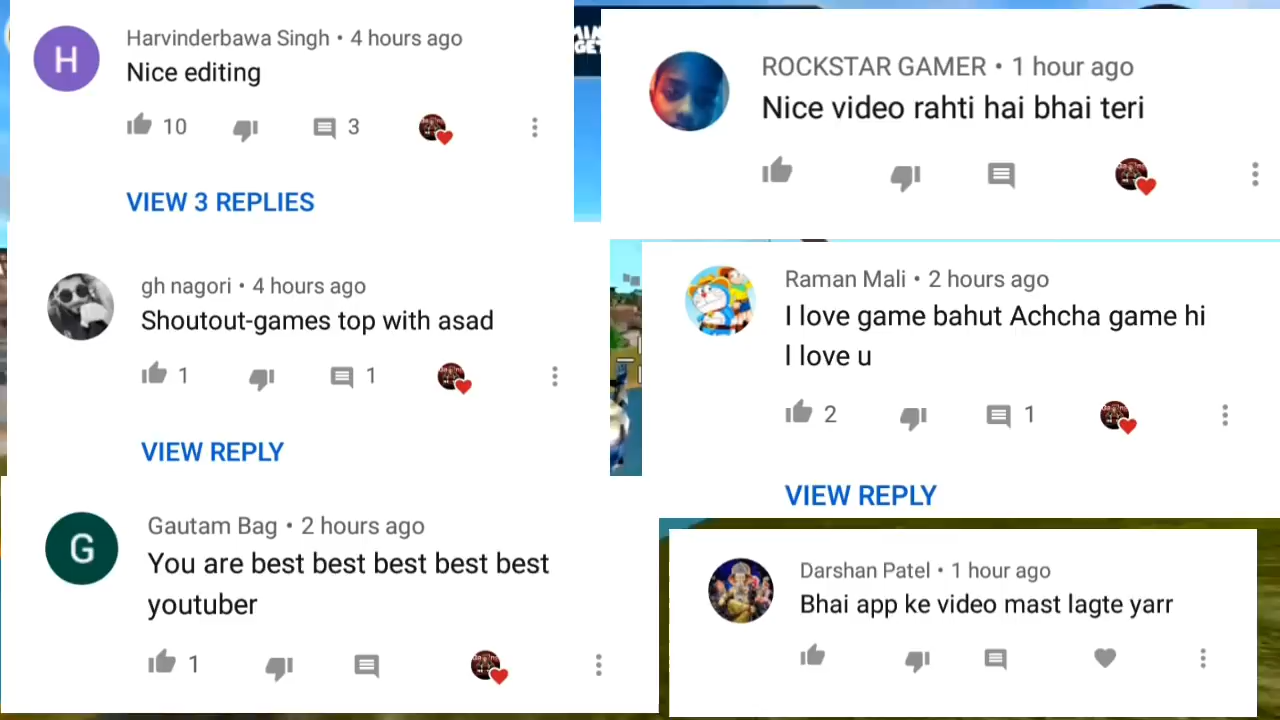 Harvinderbawa Singh • 4 hours ago
Nice editing
10
3
VIEW 3 REPLIES
gh nagori • 4 hours ago
Shoutout-games top with asad
1
1
VIEW REPLY
G
Gautam Bag • 2 hours ago
You are best best best best best
youtuber
1
H
ROCKSTAR GAMER • 1 hour ago
Nice video rahti hai bhai teri
Raman Mali • 2 hours ago
I love game bahut Achcha game hi
I love u
2
1
VIEW REPLY
Darshan Patel • 1 hour ago
Bhai app ke video mast lagte yarr